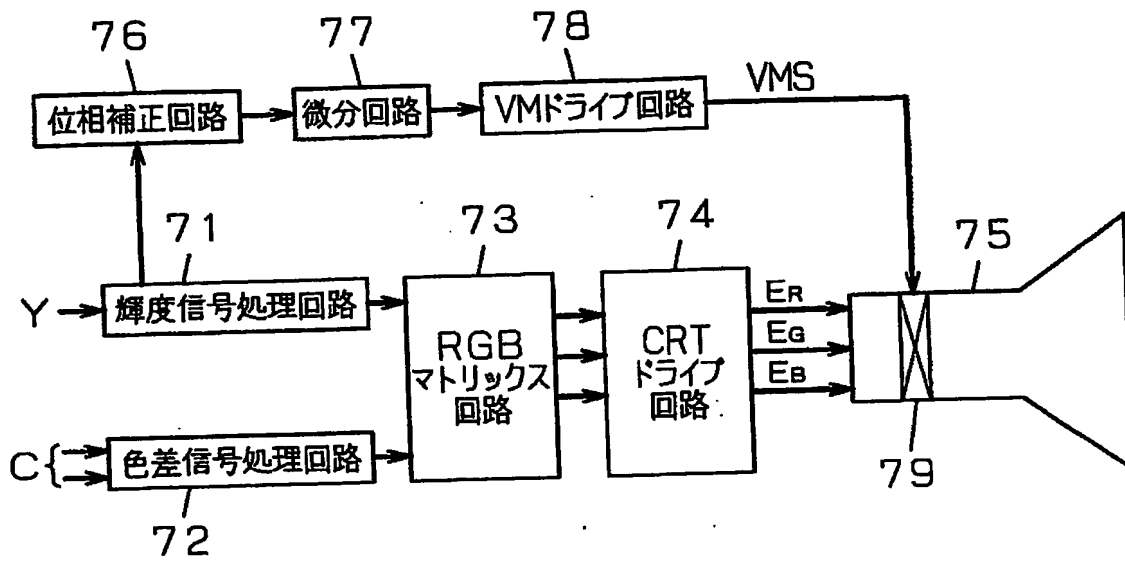 76
77
78
VMS
位相補正回路
微分回路
VMドライブ回路
71
73
74
75
Y
輝度信号処理回路
RGB
マトリックス
回路
CRT
ドライブ
回路
ER
EG
EB
C
色差信号処理回路
72
79